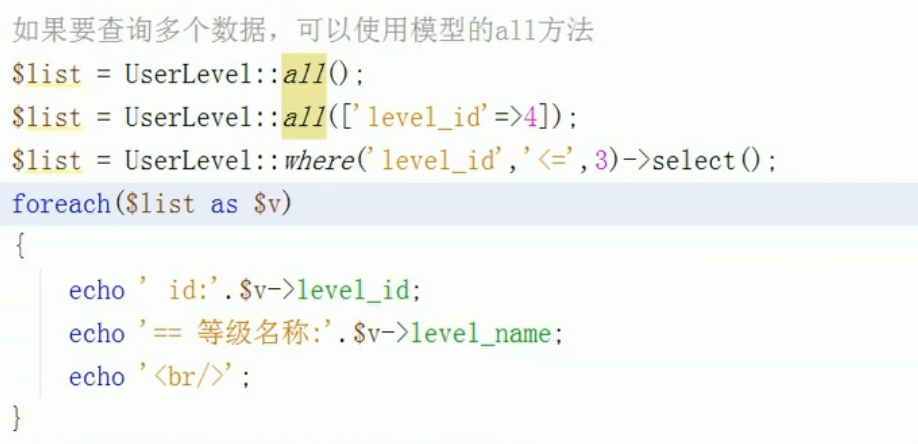 如果要查询多个数据，可以使用模型的all方法
$list = UserLevel::all();
$list = UserLevel::all(['level_id'=>4]);
$list = UserLevel::where('level_id','<=',3)->select();
foreach($list as $v)
{
echo ' id:'.$v->level_id;
echo '== 等级名称:'.$v->level_name;
echo '<br/>';
}